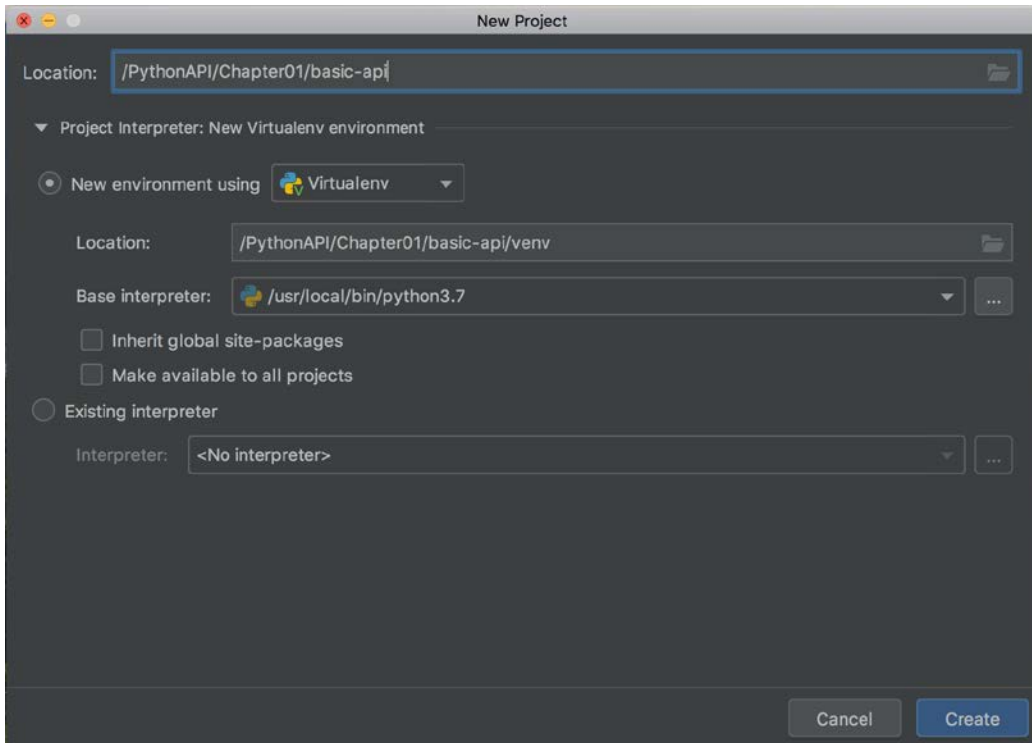 New Project
Location: /PythonAPI/Chapter01/basic-api
Project Interpreter: New Virtualenv environment
New environment using Virtualenv
Location: /PythonAPI/Chapter01/basic-api/venv
Base interpreter: /usr/local/bin/python3.7 ...
Inherit global site-packages
Make available to all projects
Existing interpreter
Interpreter: <No interpreter> ...
Cancel Create